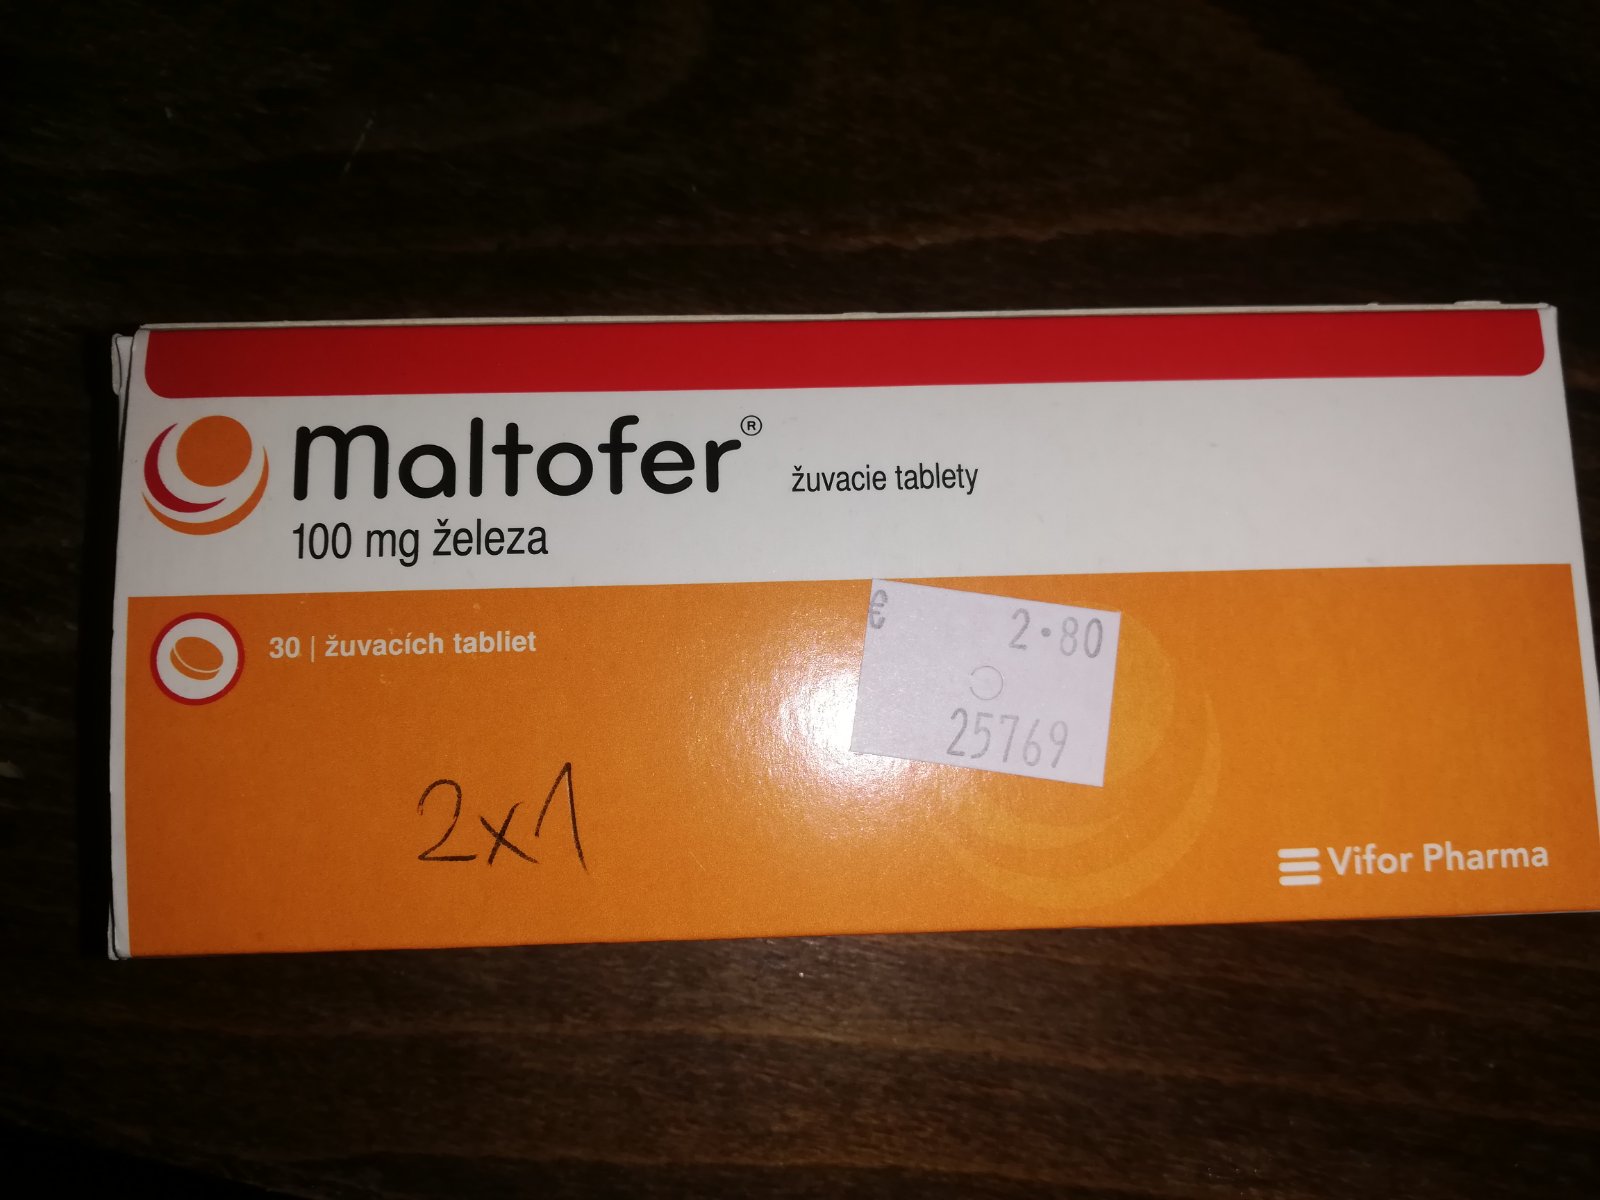 Maltofer® žuvacie tablety
100 mg železa
30 | žuvacích tabliet
€ 2·80
25769
2x1
Vifor Pharma